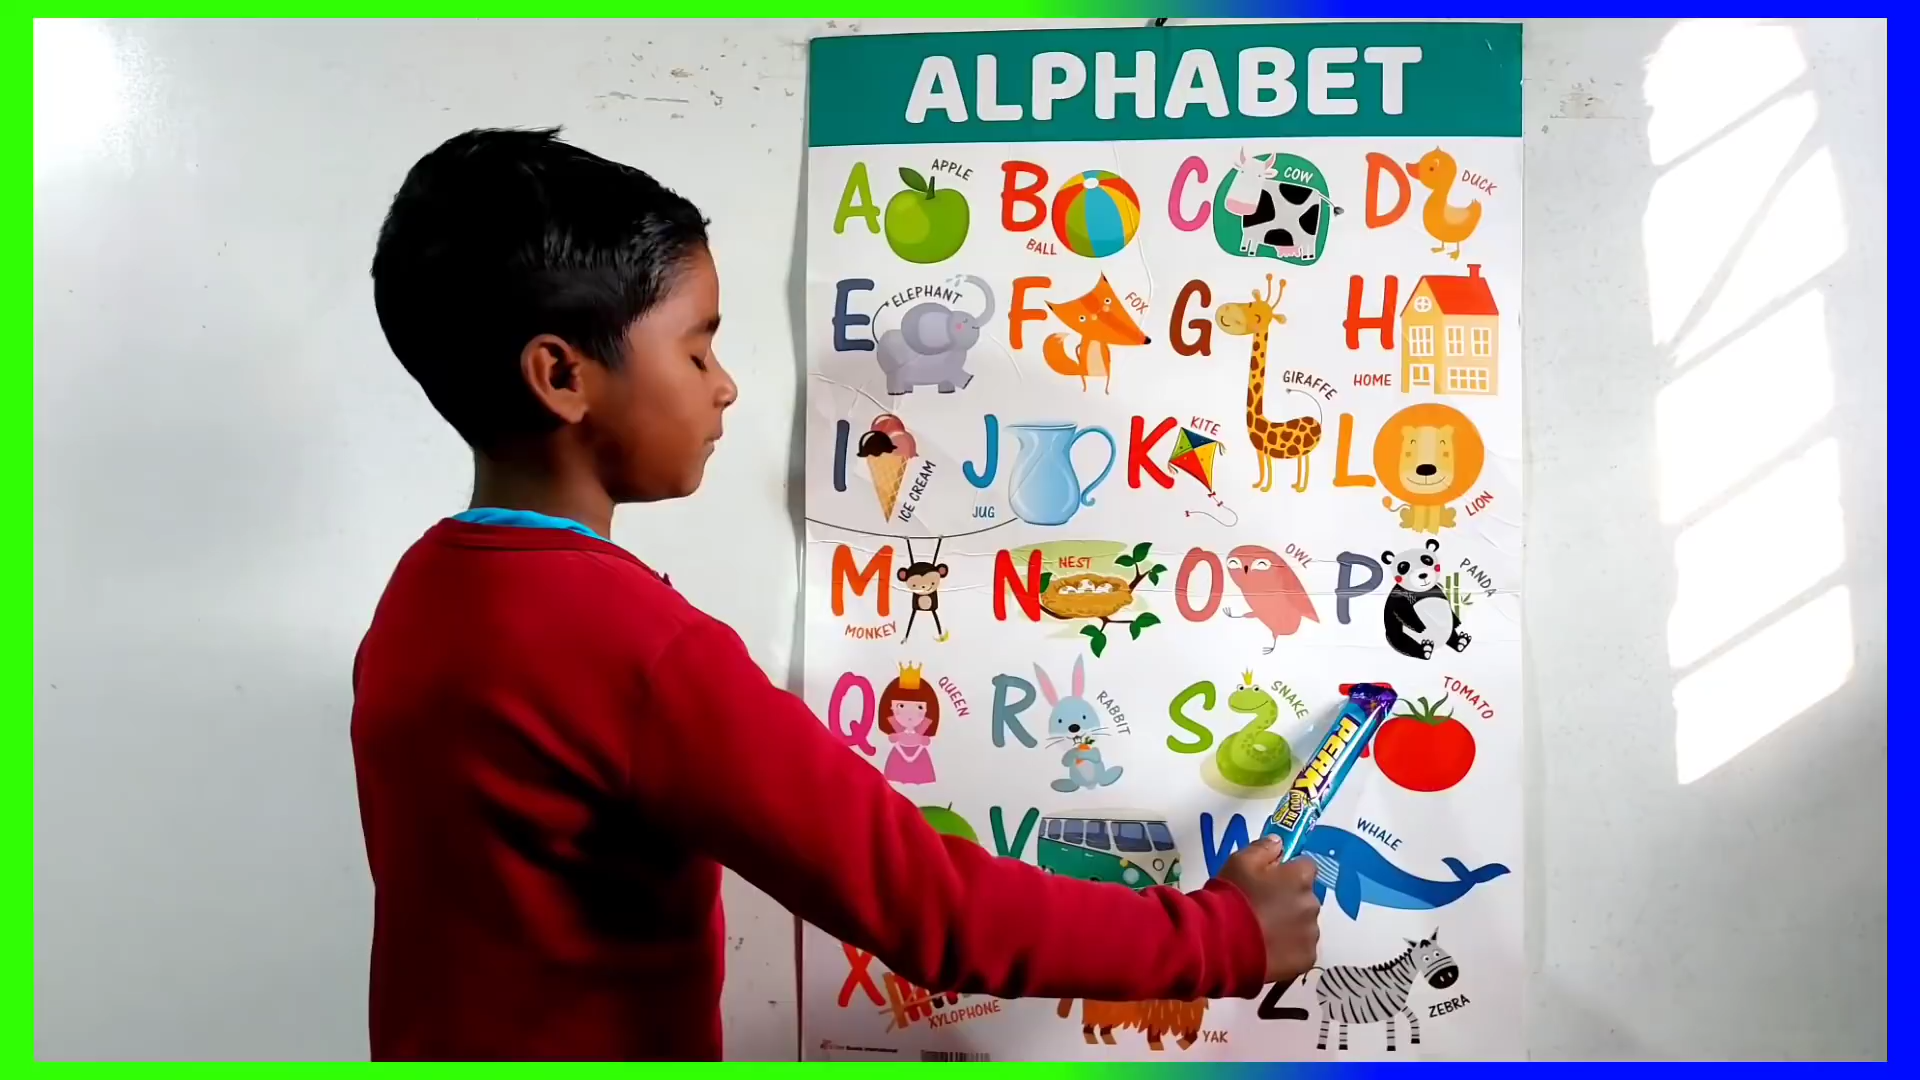 ALPHABET
A APPLE
B BALL
C COW
D DUCK
E ELEPHANT
F FOX
G GIRAFFE
H HOME
I ICE CREAM
J JUG
K KITE
L LION
M MONKEY
N NEST
O OWL
P PANDA
Q QUEEN
R RABBIT
S SNAKE
TOMATO
PERK
DOUBLE
V
W WHALE
X XYLOPHONE
YAK
Z ZEBRA